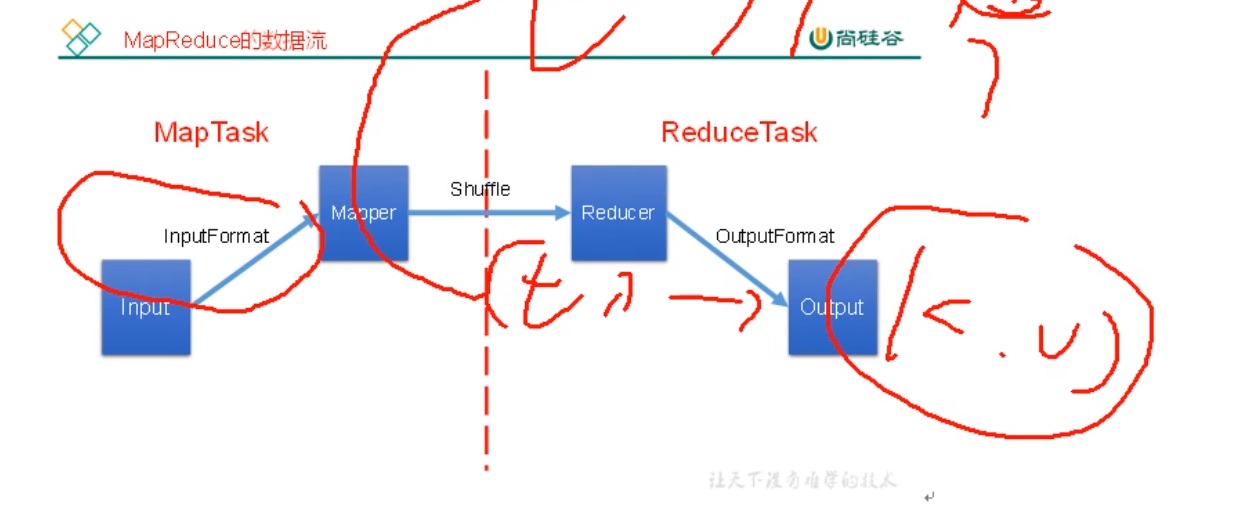 MapReduce的数据流
尚硅谷
MapTask
ReduceTask
Mapper
Shuffle
Reducer
InputFormat
OutputFormat
Input
Output
(k, v)
让天下没有难学的技术